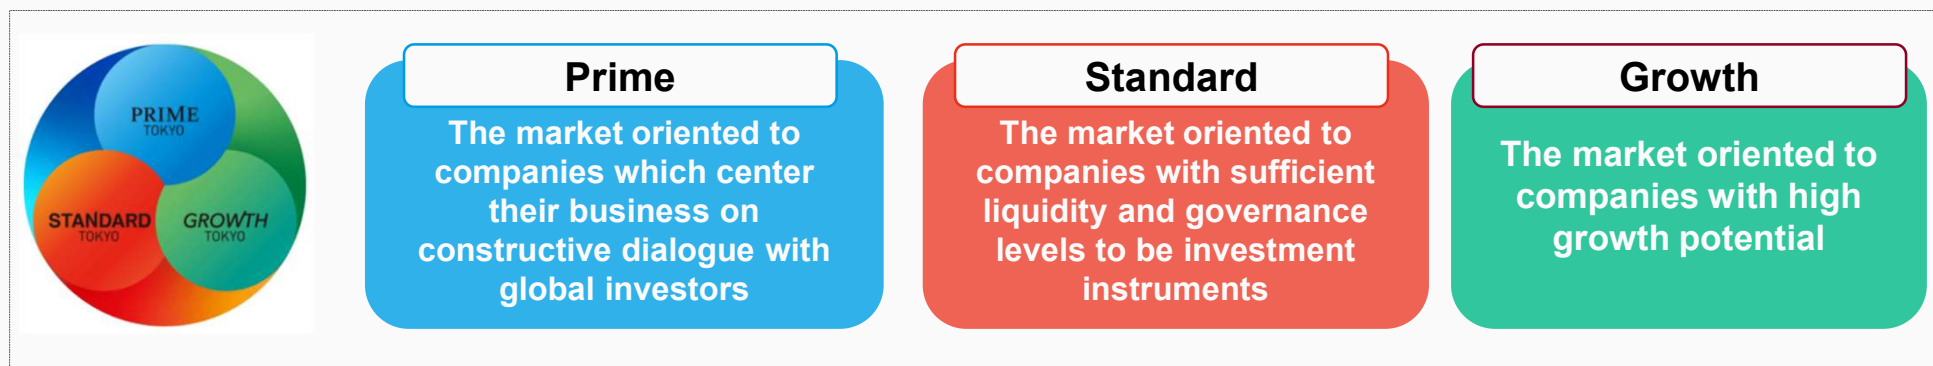 PRIME
TOKYO
STANDARD
TOKYO
GROWTH
TOKYO
Prime
The market oriented to
companies which center
their business on
constructive dialogue with
global investors
Standard
The market oriented to
companies with sufficient
liquidity and governance
levels to be investment
instruments
Growth
The market oriented to
companies with high
growth potential